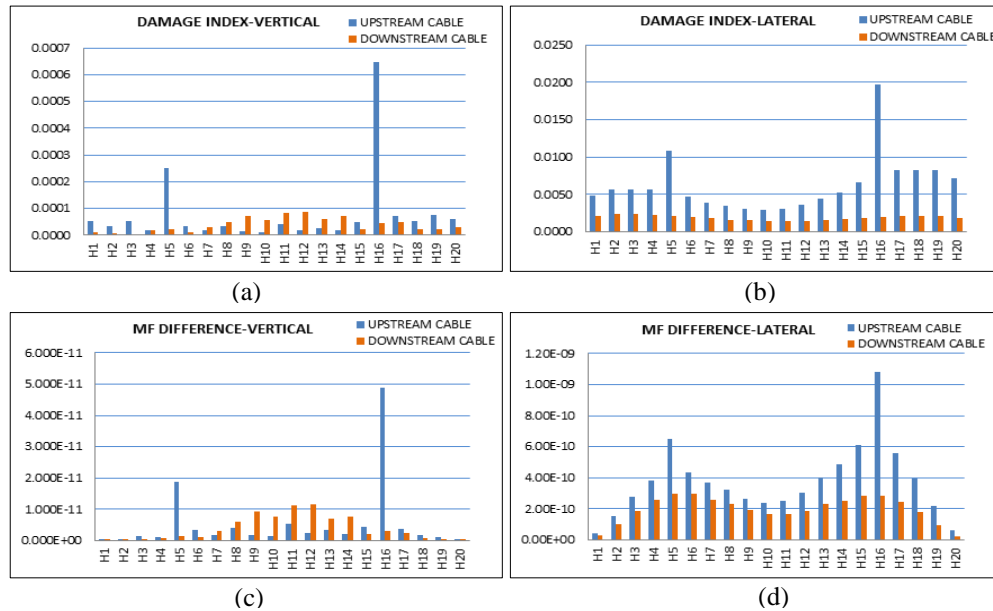 DAMAGE INDEX-VERTICAL
UPSTREAM CABLE
DOWNSTREAM CABLE
0.0007
0.0006
0.0005
0.0004
0.0003
0.0002
0.0001
0.0000
H1 H2 H3 H4 H5 H6 H7 H8 H9 H10 H11 H12 H13 H14 H15 H16 H17 H18 H19 H20
(a)
DAMAGE INDEX-LATERAL
UPSTREAM CABLE
DOWNSTREAM CABLE
0.0250
0.0200
0.0150
0.0100
0.0050
0.0000
H1 H2 H3 H4 H5 H6 H7 H8 H9 H10 H11 H12 H13 H14 H15 H16 H17 H18 H19 H20
(b)
MF DIFFERENCE-VERTICAL
UPSTREAM CABLE
DOWNSTREAM CABLE
6.000E-11
5.000E-11
4.000E-11
3.000E-11
2.000E-11
1.000E-11
0.000E+00
H1 H2 H3 H4 H5 H6 H7 H8 H9 H10 H11 H12 H13 H14 H15 H16 H17 H18 H19 H20
(c)
MF DIFFERENCE-LATERAL
UPSTREAM CABLE
DOWNSTREAM CABLE
1.20E-09
1.00E-09
8.00E-10
6.00E-10
4.00E-10
2.00E-10
0.00E+00
H1 H2 H3 H4 H5 H6 H7 H8 H9 H10 H11 H12 H13 H14 H15 H16 H17 H18 H19 H20
(d)